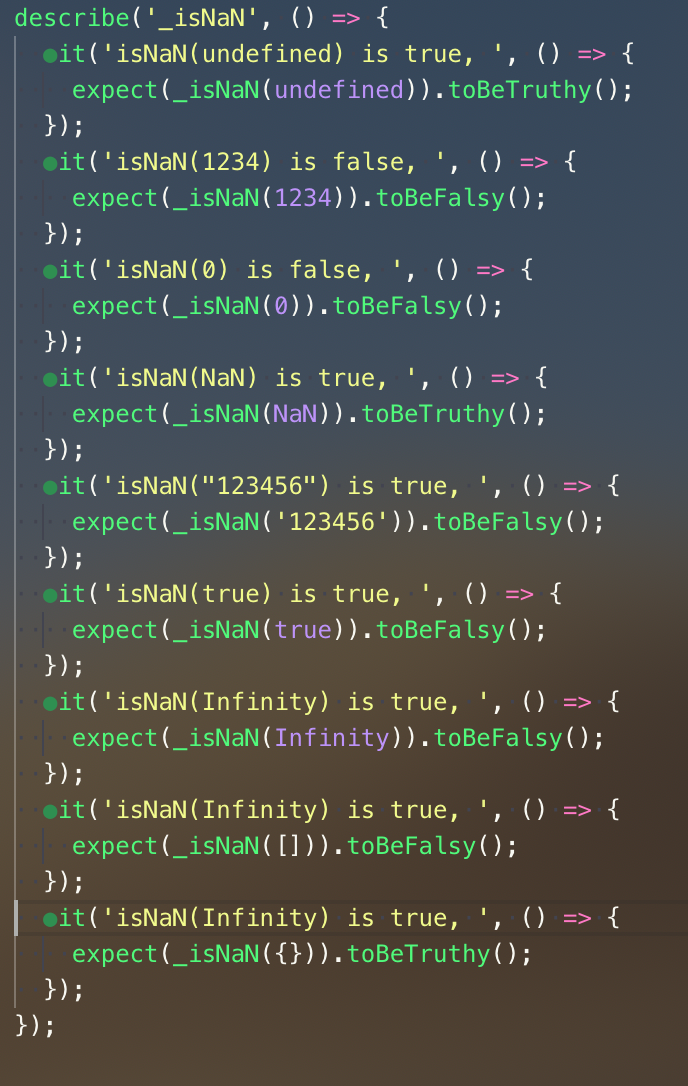 describe('_isNaN', () => {
  it('isNaN(undefined) is true, ', () => {
    expect(_isNaN(undefined)).toBeTruthy();
  });
  it('isNaN(1234) is false, ', () => {
    expect(_isNaN(1234)).toBeFalsy();
  });
  it('isNaN(0) is false, ', () => {
    expect(_isNaN(0)).toBeFalsy();
  });
  it('isNaN(NaN) is true, ', () => {
    expect(_isNaN(NaN)).toBeTruthy();
  });
  it('isNaN("123456") is true, ', () => {
    expect(_isNaN('123456')).toBeFalsy();
  });
  it('isNaN(true) is true, ', () => {
    expect(_isNaN(true)).toBeFalsy();
  });
  it('isNaN(Infinity) is true, ', () => {
    expect(_isNaN(Infinity)).toBeFalsy();
  });
  it('isNaN(Infinity) is true, ', () => {
    expect(_isNaN([])).toBeFalsy();
  });
  it('isNaN(Infinity) is true, ', () => {
    expect(_isNaN({})).toBeTruthy();
  });
});